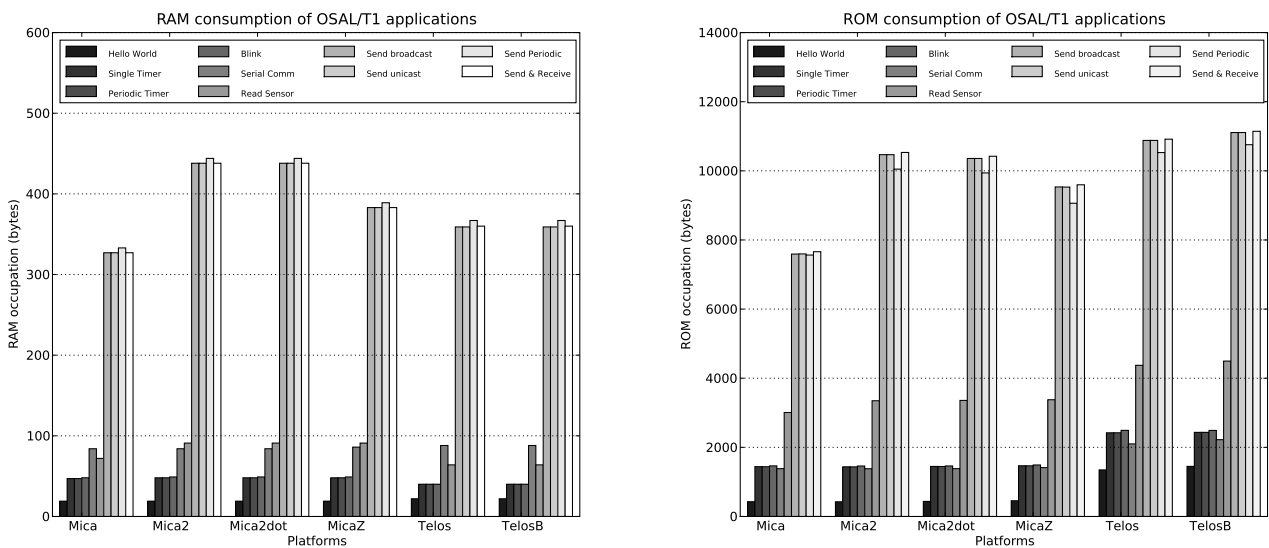 RAM consumption of OSAL/T1 applications
600
500
400
300
200
100
0
RAM occupation (bytes)
Hello World
Single Timer
Periodic Timer
Blink
Serial Comm
Read Sensor
Send broadcast
Send unicast
Send Periodic
Send & Receive
Mica Mica2 Mica2dot MicaZ Telos TelosB
Platforms
ROM consumption of OSAL/T1 applications
14000
12000
10000
8000
6000
4000
2000
0
ROM occupation (bytes)
Hello World
Single Timer
Periodic Timer
Blink
Serial Comm
Read Sensor
Send broadcast
Send unicast
Send Periodic
Send & Receive
Mica Mica2 Mica2dot MicaZ Telos TelosB
Platforms